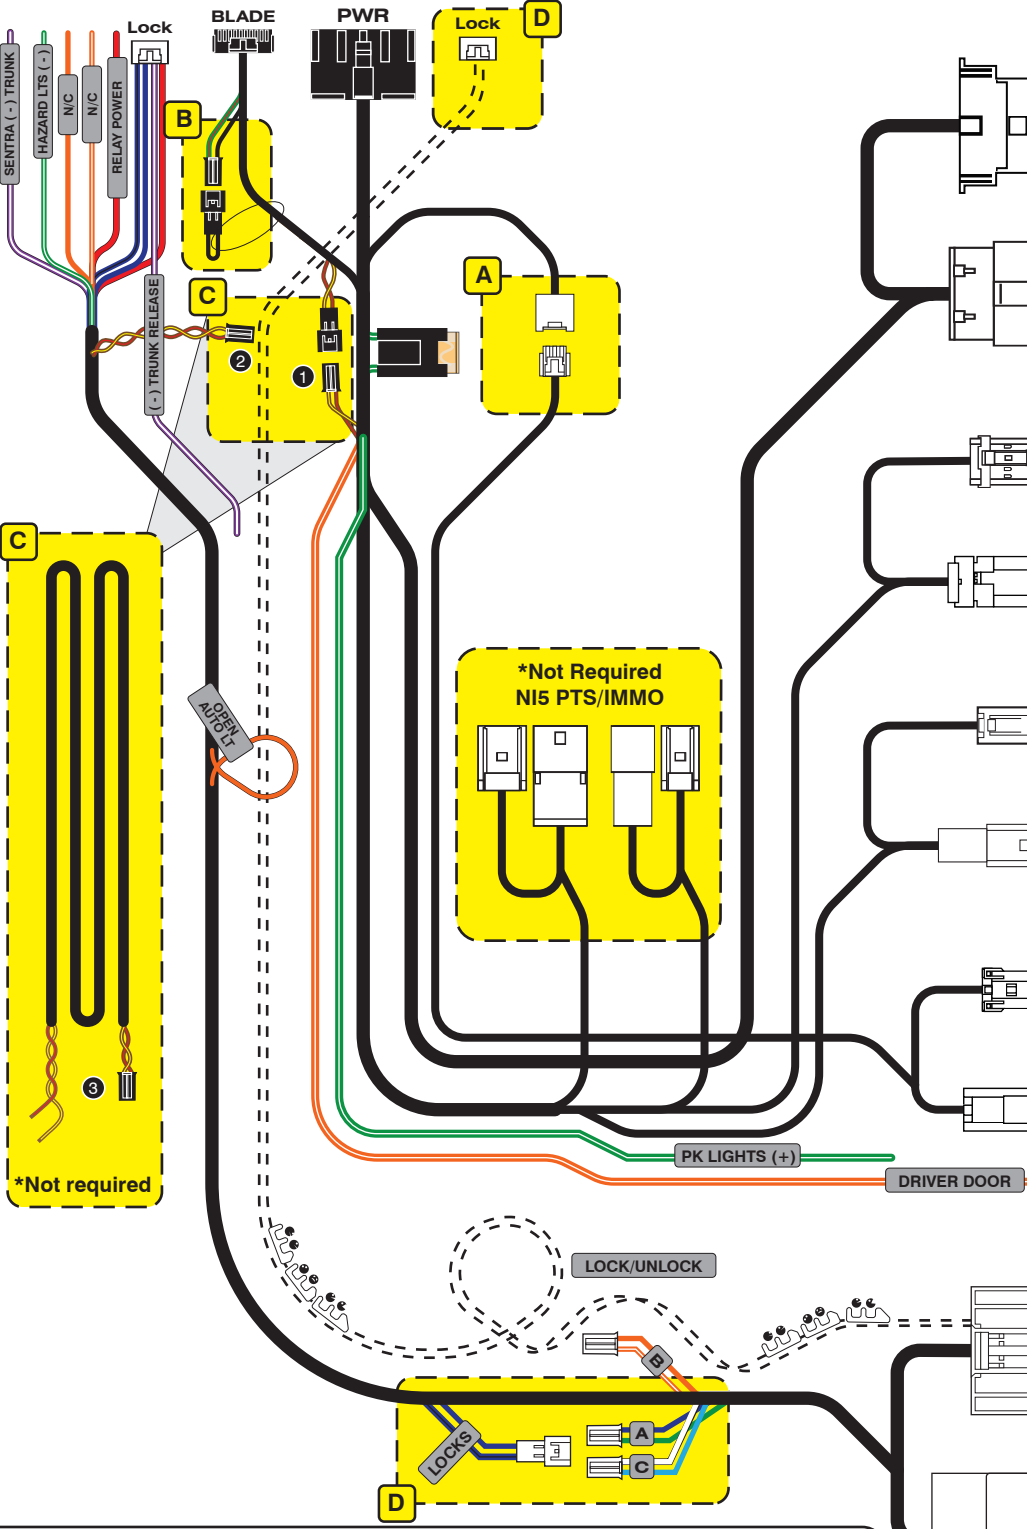 BLADE
PWR
Lock
D
Lock
SENTRA ( - ) TRUNK
HAZARD LTS ( - )
N/C
N/C
RELAY POWER
B
A
C
( - ) TRUNK RELEASE
2
1
C
*Not Required
NI5 PTS/IMMO
OPEN
AUTO LT
3
*Not required
PK LIGHTS (+)
DRIVER DOOR
LOCK/UNLOCK
B
LOCKS
A
C
D